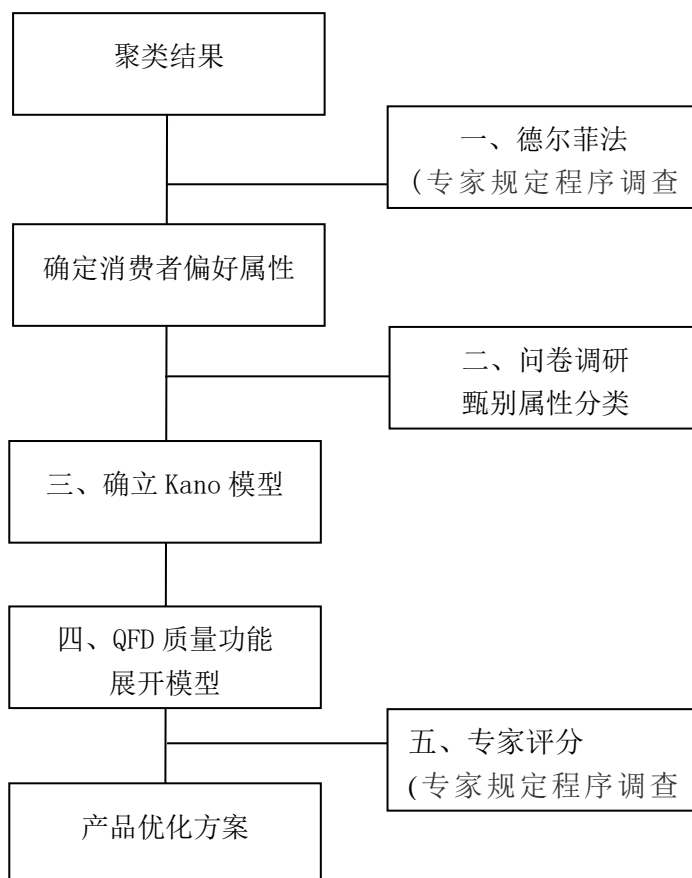 聚类结果
一、德尔菲法
(专家规定程序调查
确定消费者偏好属性
二、问卷调研
甄别属性分类
三、确立 Kano 模型
四、QFD 质量功能
展开模型
五、专家评分
(专家规定程序调查
产品优化方案